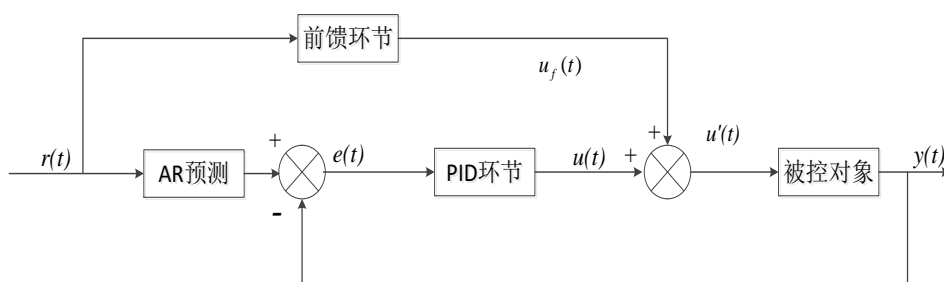 前馈环节
u_f(t)
r(t)
AR预测
+
-
e(t)
PID环节
u(t)
+
+
u'(t)
被控对象
y(t)